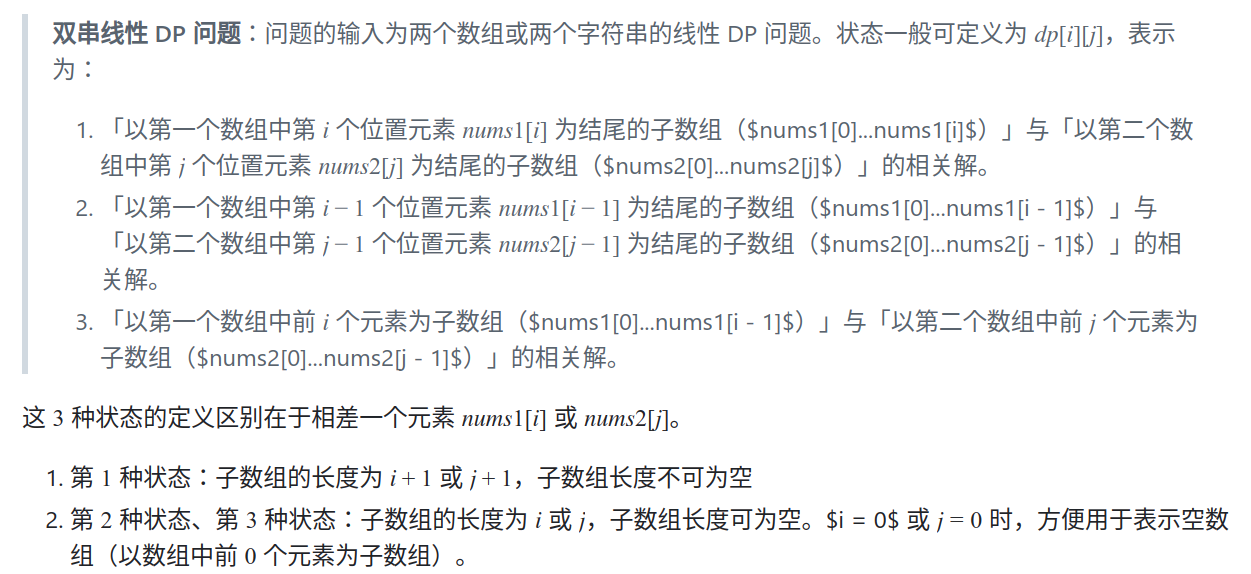 双串线性 DP 问题：问题的输入为两个数组或两个字符串的线性 DP 问题。状态一般可定义为 dp[i][j]，表示
为：
1. 「以第一个数组中第 i 个位置元素 nums1[i] 为结尾的子数组（$nums1[0]...nums1[i]$）」与「以第二个数
组中第 j 个位置元素 nums2[j] 为结尾的子数组（$nums2[0]...nums2[j]$）」的相关解。
2. 「以第一个数组中第 i − 1 个位置元素 nums1[i − 1] 为结尾的子数组（$nums1[0]...nums1[i - 1]$）」与
「以第二个数组中第 j − 1 个位置元素 nums2[j − 1] 为结尾的子数组（$nums2[0]...nums2[j - 1]$）」的相
关解。
3. 「以第一个数组中前 i 个元素为子数组（$nums1[0]...nums1[i - 1]$）」与「以第二个数组中前 j 个元素为
子数组（$nums2[0]...nums2[j - 1]$）」的相关解。
这 3 种状态的定义区别在于相差一个元素 nums1[i] 或 nums2[j]。
1. 第 1 种状态：子数组的长度为 i + 1 或 j + 1，子数组长度不可为空
2. 第 2 种状态、第 3 种状态：子数组的长度为 i 或 j，子数组长度可为空。$i = 0$ 或 j = 0 时，方便用于表示空数
组（以数组中前 0 个元素为子数组）。